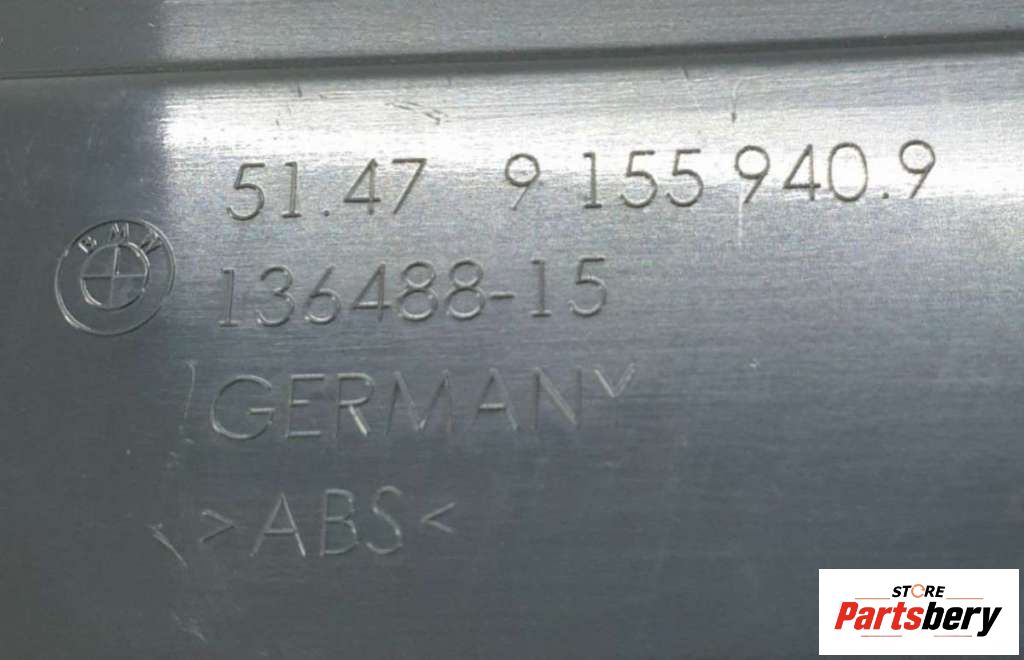 51.47 9 155 940.9
BMW
136488-15
GERMANY
>ABS<
STORE
Partsbery